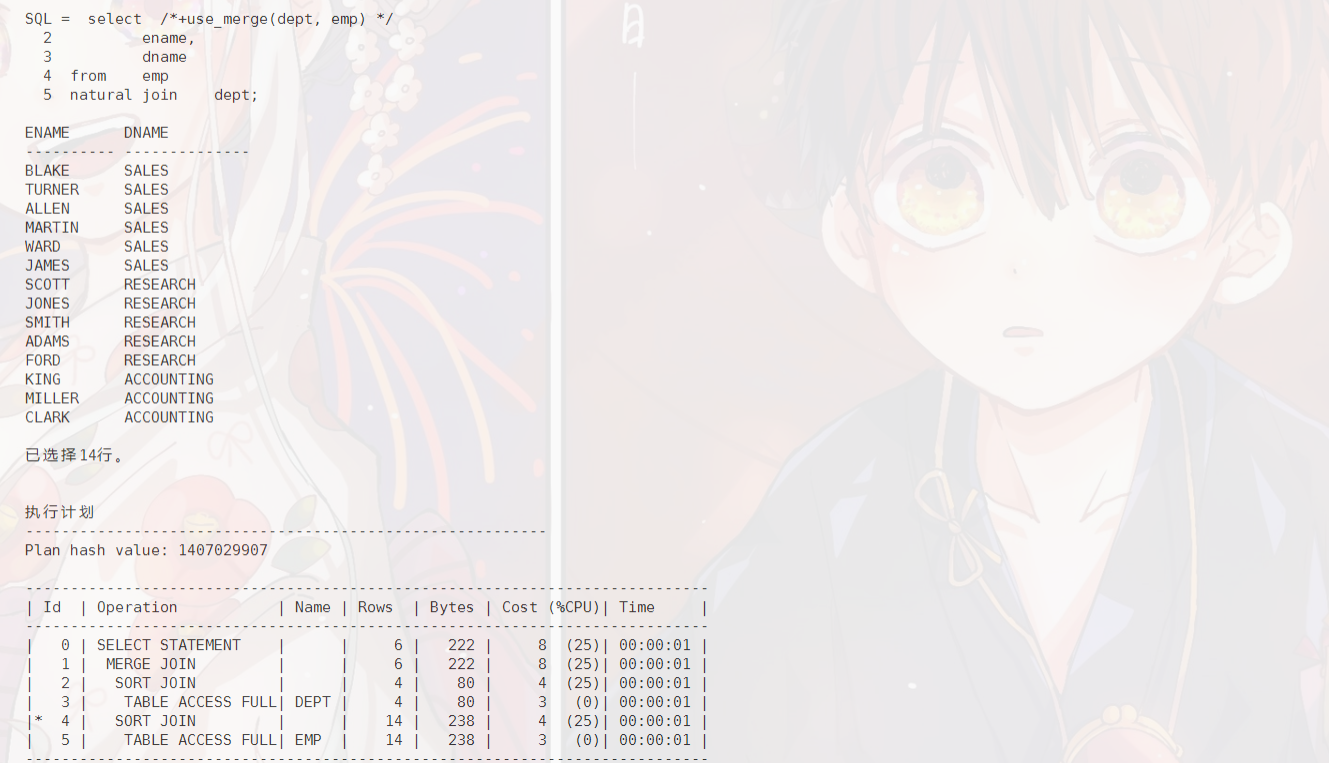 SQL =  select  /*+use_merge(dept, emp) */
  2          ename,
  3          dname
  4  from    emp
  5  natural join    dept;
ENAME      DNAME
---------- --------------
BLAKE      SALES
TURNER     SALES
ALLEN      SALES
MARTIN     SALES
WARD       SALES
JAMES      SALES
SCOTT      RESEARCH
JONES      RESEARCH
SMITH      RESEARCH
ADAMS      RESEARCH
FORD       RESEARCH
KING       ACCOUNTING
MILLER     ACCOUNTING
CLARK      ACCOUNTING
已选择14行。
执行计划
----------------------------------------------------------
Plan hash value: 1407029907
----------------------------------------------------------------------------
| Id  | Operation           | Name | Rows  | Bytes | Cost (%CPU)| Time     |
----------------------------------------------------------------------------
|   0 | SELECT STATEMENT    |      |     6 |   222 |     8  (25)| 00:00:01 |
|   1 |  MERGE JOIN         |      |     6 |   222 |     8  (25)| 00:00:01 |
|   2 |   SORT JOIN         |      |     4 |    80 |     4  (25)| 00:00:01 |
|   3 |    TABLE ACCESS FULL| DEPT |     4 |    80 |     3   (0)| 00:00:01 |
|*  4 |   SORT JOIN         |      |    14 |   238 |     4  (25)| 00:00:01 |
|   5 |    TABLE ACCESS FULL| EMP  |    14 |   238 |     3   (0)| 00:00:01 |
----------------------------------------------------------------------------